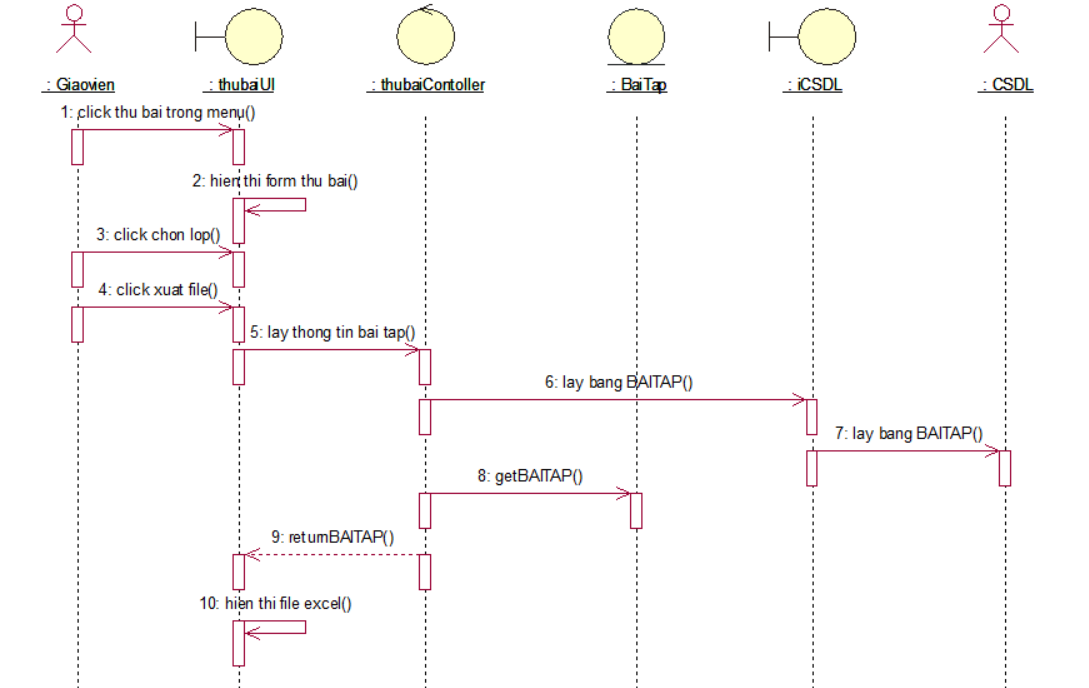 : Giaovien
: thubaiUI
: thubaiContoller
: BaiTap
: iCSDL
: CSDL
1: click thu bai trong menu()
2: hien thi form thu bai()
3: click chon lop()
4: click xuat file()
5: lay thong tin bai tap()
6: lay bang BAITAP()
7: lay bang BAITAP()
8: getBAITAP()
9: returnBAITAP()
10: hien thi file excel()